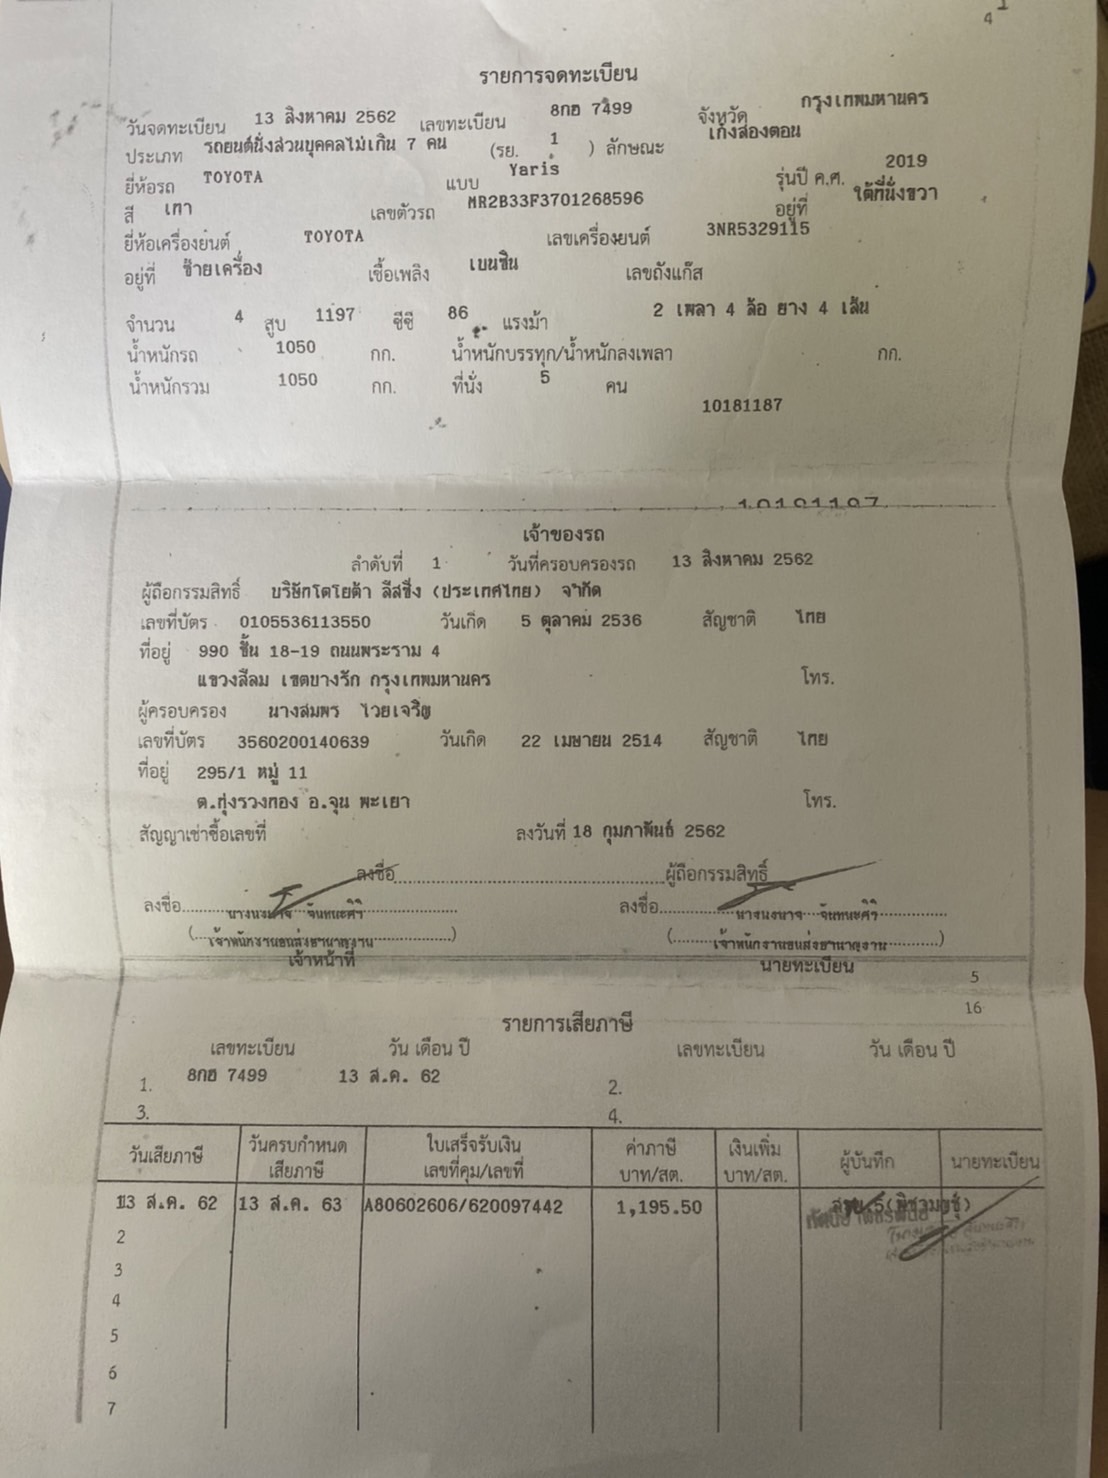 4
รายการจดทะเบียน
วันจดทะเบียน 13 สิงหาคม 2562 เลขทะเบียน 8กฮ 7499 จังหวัด กรุงเทพมหานคร
ประเภท รถยนต์นั่งส่วนบุคคลไม่เกิน 7 คน (รย. 1 ) ลักษณะ เก๋งสองตอน
ยี่ห้อรถ TOYOTA แบบ Yaris รุ่นปี ค.ศ. 2019
สี เทา เลขตัวรถ MR2B33F3701268596 อยู่ที่ ใต้ที่นั่งขวา
ยี่ห้อเครื่องยนต์ TOYOTA เลขเครื่องยนต์ 3NR5329115
อยู่ที่ ซ้ายเครื่อง เชื้อเพลิง เบนซิน เลขถังแก๊ส
จำนวน 4 สูบ 1197 ซีซี 86 แรงม้า 2 เพลา 4 ล้อ ยาง 4 เส้น
น้ำหนักรถ 1050 กก. น้ำหนักบรรทุก/น้ำหนักลงเพลา กก.
น้ำหนักรวม 1050 กก. ที่นั่ง 5 คน
10181187
เจ้าของรถ
ลำดับที่ 1 วันที่ครอบครองรถ 13 สิงหาคม 2562
ผู้ถือกรรมสิทธิ์ บริษัทโตโยต้า ลีสซิ่ง (ประเทศไทย) จำกัด
เลขที่บัตร 0105536113550 วันเกิด 5 ตุลาคม 2536 สัญชาติ ไทย
ที่อยู่ 990 ชั้น 18-19 ถนนพระราม 4
แขวงสีลม เขตบางรัก กรุงเทพมหานคร โทร.
ผู้ครอบครอง นางสมพร ไวยเจริญ
เลขที่บัตร 3560200140639 วันเกิด 22 เมษายน 2514 สัญชาติ ไทย
ที่อยู่ 295/1 หมู่ 11
ต.ทุ่งรวงทอง อ.จุน พะเยา โทร.
สัญญาเช่าซื้อเลขที่ ลงวันที่ 18 กุมภาพันธ์ 2562
ลงชื่อ ผู้ถือกรรมสิทธิ์
ลงชื่อ ลงชื่อ
(เจ้าพนักงานขนส่งชำนาญงาน) (เจ้าพนักงานขนส่งชำนาญงาน)
เจ้าหน้าที่ นายทะเบียน
5
16
รายการเสียภาษี
เลขทะเบียน วัน เดือน ปี เลขทะเบียน วัน เดือน ปี
1. 8กฮ 7499 13 ส.ค. 62 2.
3. 4.
วันเสียภาษี วันครบกำหนดเสียภาษี ใบเสร็จรับเงิน เลขที่คุม/เลขที่ ค่าภาษี บาท/สต. เงินเพิ่ม บาท/สต. ผู้บันทึก นายทะเบียน
13 ส.ค. 62 13 ส.ค. 63 A80602606/620097442 1,195.50
2
3
4
5
6
7